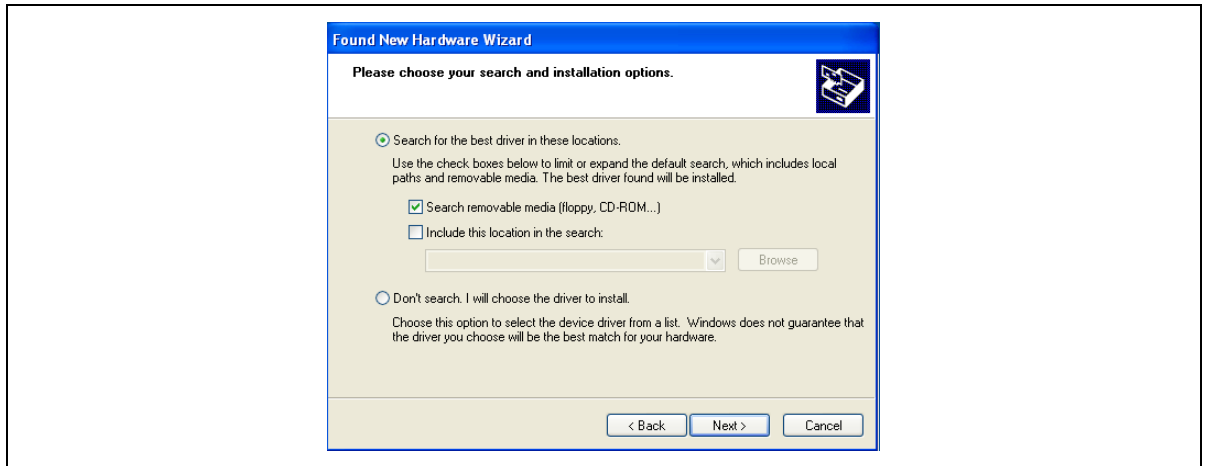 Found New Hardware Wizard
Please choose your search and installation options.
Search for the best driver in these locations.
Use the check boxes below to limit or expand the default search, which includes local
paths and removable media. The best driver found will be installed.
Search removable media (floppy, CD-ROM...)
Include this location in the search:
Browse
Don't search. I will choose the driver to install.
Choose this option to select the device driver from a list. Windows does not guarantee that
the driver you choose will be the best match for your hardware.
< Back Next > Cancel